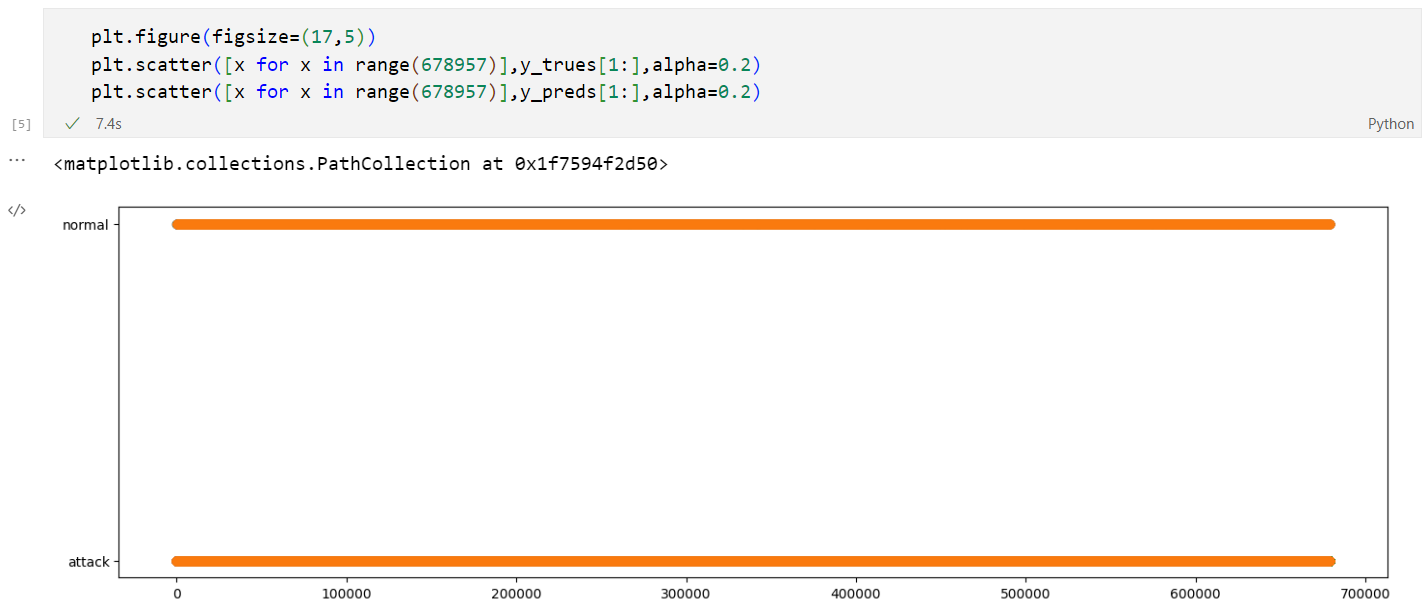 plt.figure(figsize=(17,5))
plt.scatter([x for x in range(678957)],y_trues[1:],alpha=0.2)
plt.scatter([x for x in range(678957)],y_preds[1:],alpha=0.2)
[5] ✓ 7.4s Python
... <matplotlib.collections.PathCollection at 0x1f7594f2d50>
</>
normal
attack
0 100000 200000 300000 400000 500000 600000 700000